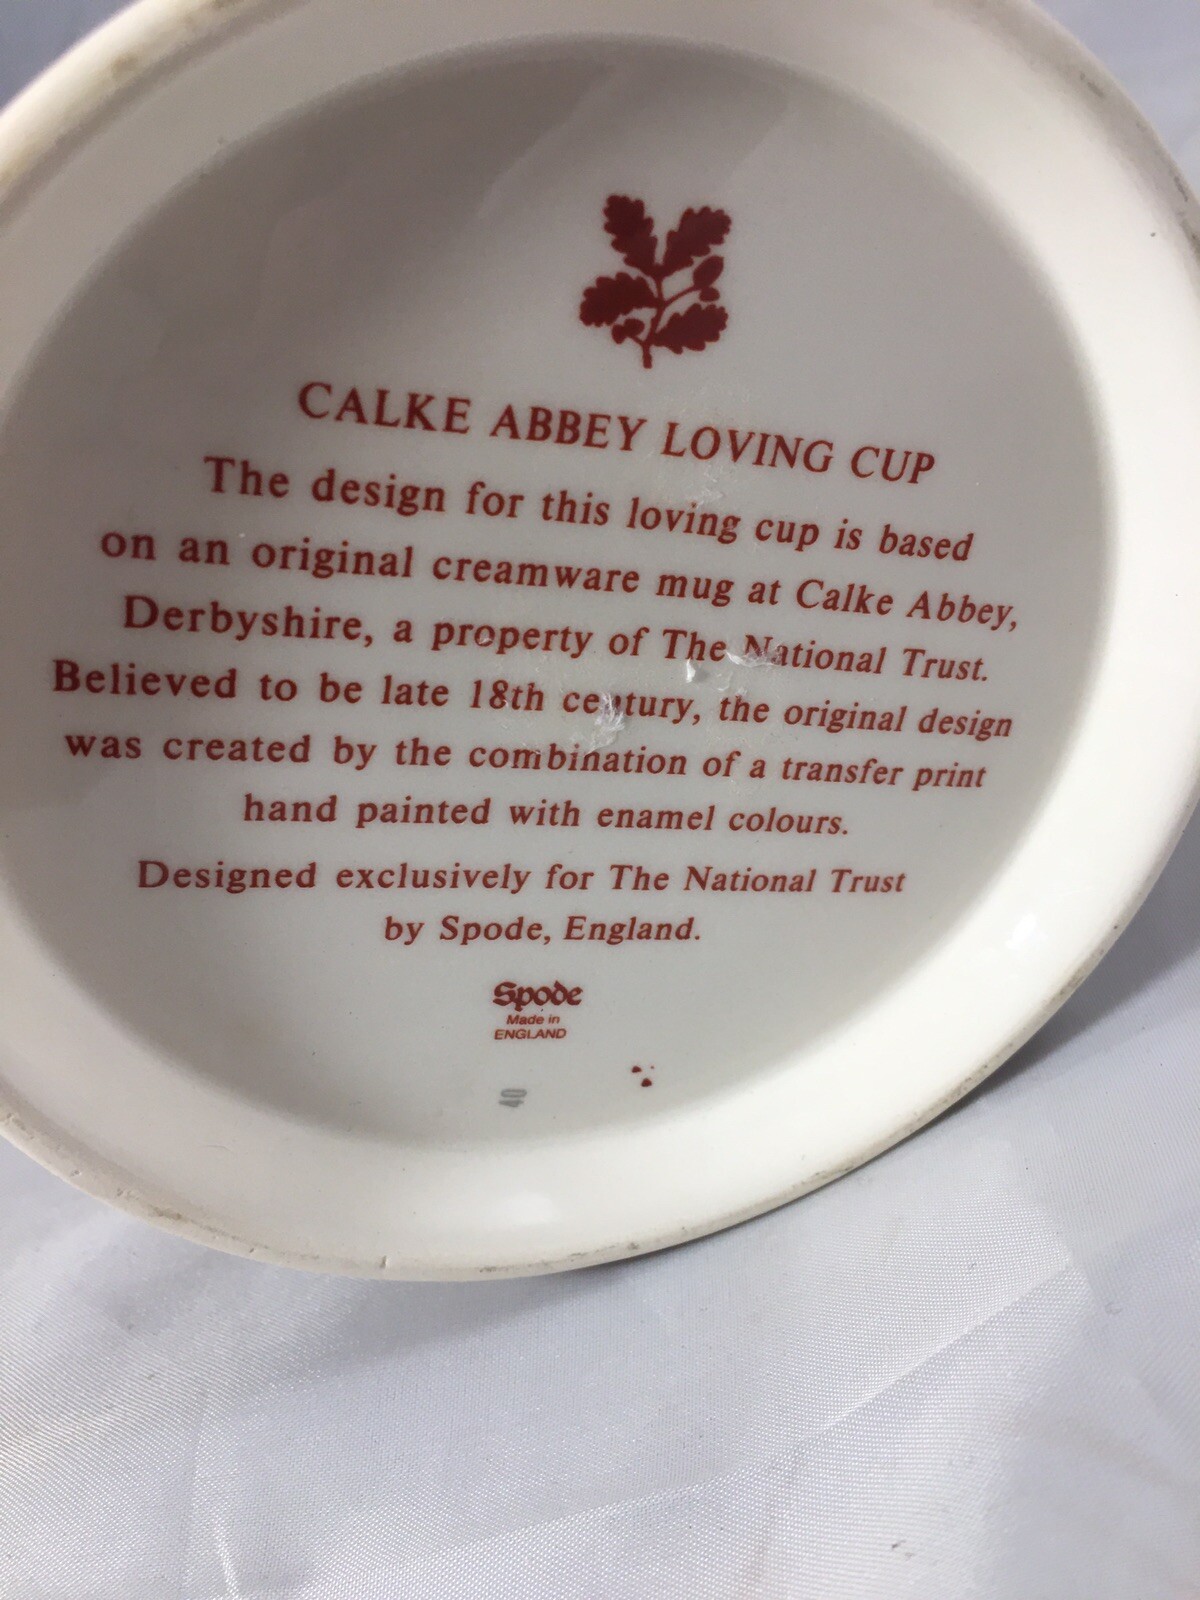 CALKE ABBEY LOVING CUP
The design for this loving cup is based
on an original creamware mug at Calke Abbey,
Derbyshire, a property of The National Trust.
Believed to be late 18th century, the original design
was created by the combination of a transfer print
hand painted with enamel colours.
Designed exclusively for The National Trust
by Spode, England.
Spode
Made in
ENGLAND
40